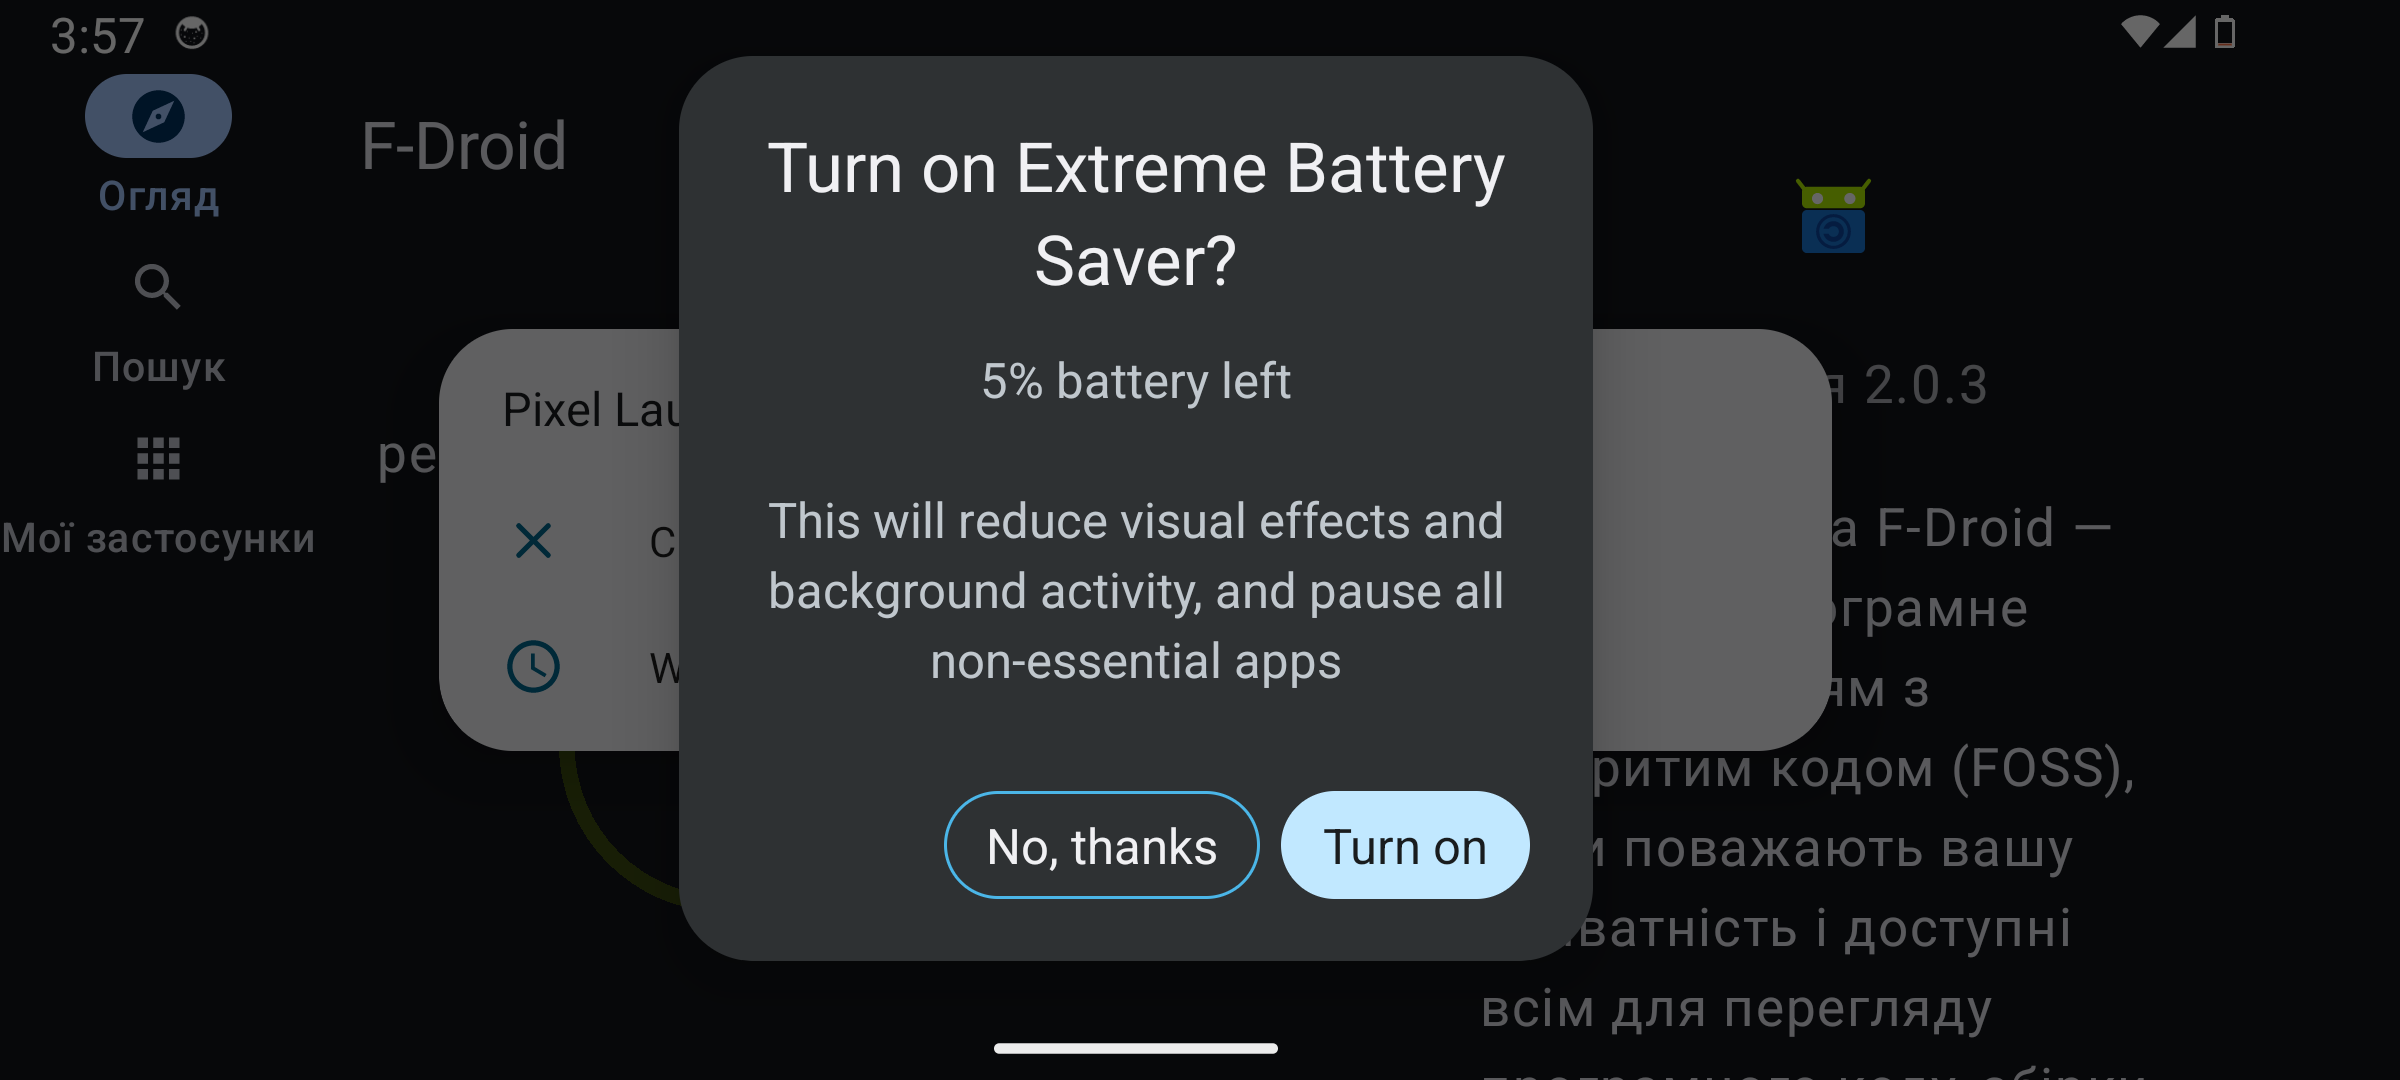 3:57
Огляд
Пошук
Мої застосунки
F-Droid
Pixel Lau
Turn on Extreme Battery
Saver?
5% battery left
This will reduce visual effects and
background activity, and pause all
non-essential apps
No, thanks
Turn on
я 2.0.3
а F-Droid —
ограмне
ям з
ритим кодом (FOSS),
и поважають вашу
ватність і доступні
всім для перегляду